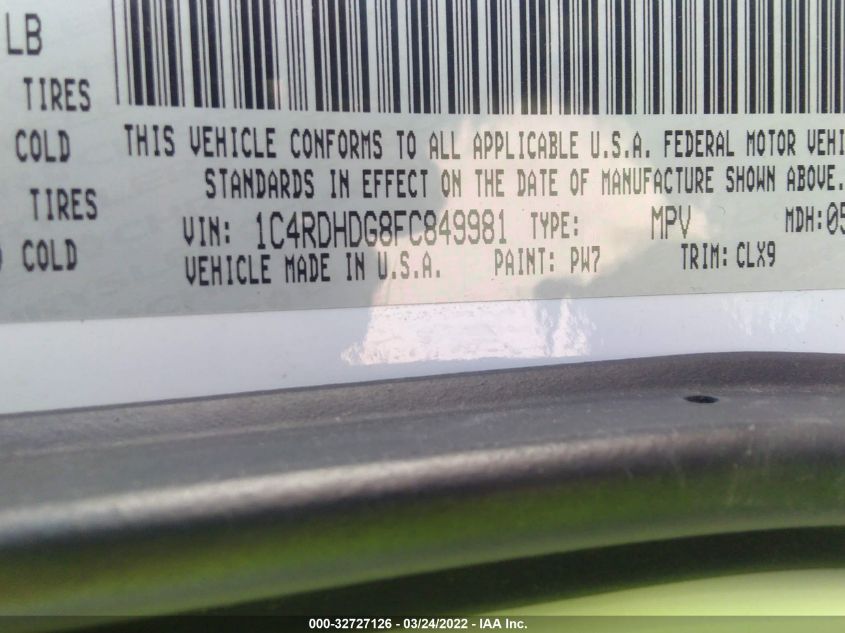 LB
TIRES
COLD
THIS VEHICLE CONFORMS TO ALL APPLICABLE U.S.A. FEDERAL MOTOR VEHI
STANDARDS IN EFFECT ON THE DATE OF MANUFACTURE SHOWN ABOVE.
TIRES
VIN: 1C4RDHDG8FC849981 TYPE: MPV MDH:05
COLD
VEHICLE MADE IN U.S.A. PAINT: PW7 TRIM: CLX9
000-32727126 - 03/24/2022 - IAA Inc.